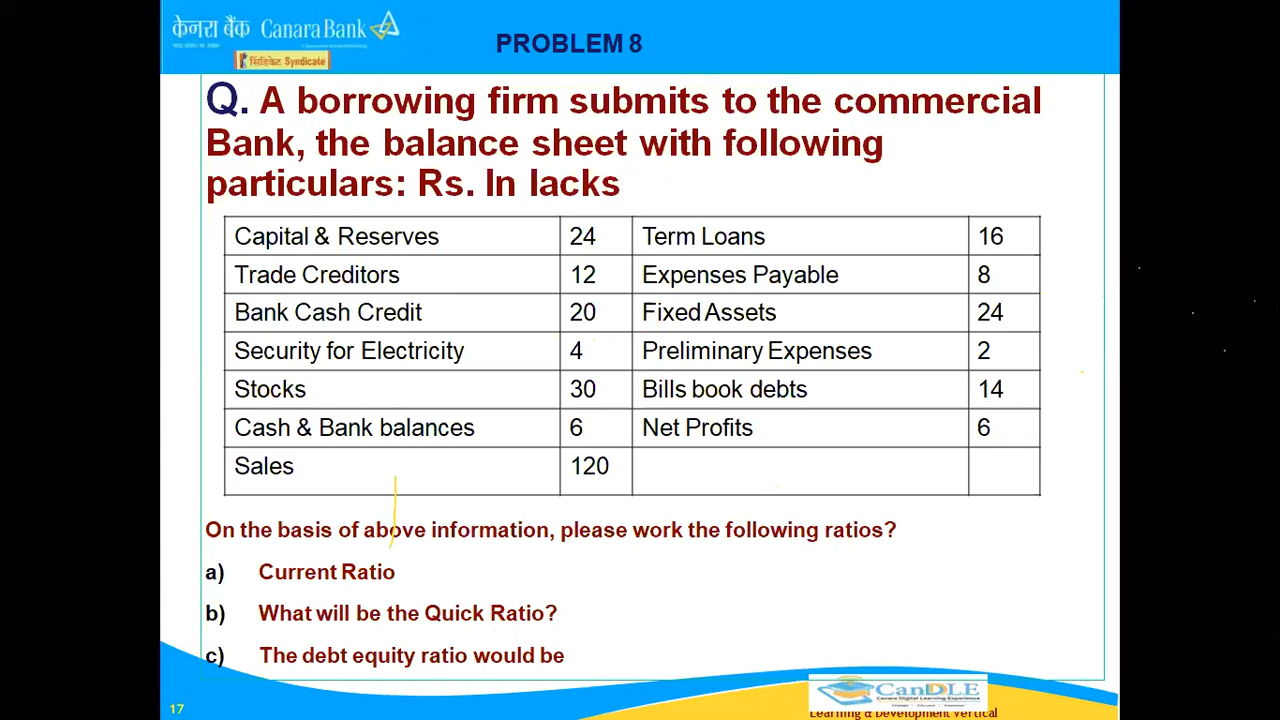 केनरा बैंक Canara Bank
सिंडिकेट Syndicate
PROBLEM 8
Q. A borrowing firm submits to the commercial
Bank, the balance sheet with following
particulars: Rs. In lacks
Capital & Reserves 24 Term Loans 16
Trade Creditors 12 Expenses Payable 8
Bank Cash Credit 20 Fixed Assets 24
Security for Electricity 4 Preliminary Expenses 2
Stocks 30 Bills book debts 14
Cash & Bank balances 6 Net Profits 6
Sales 120
On the basis of above information, please work the following ratios?
a) Current Ratio
b) What will be the Quick Ratio?
c) The debt equity ratio would be
CanDLE
Canara Digital Learning Experience
Learning & Development Vertical
17